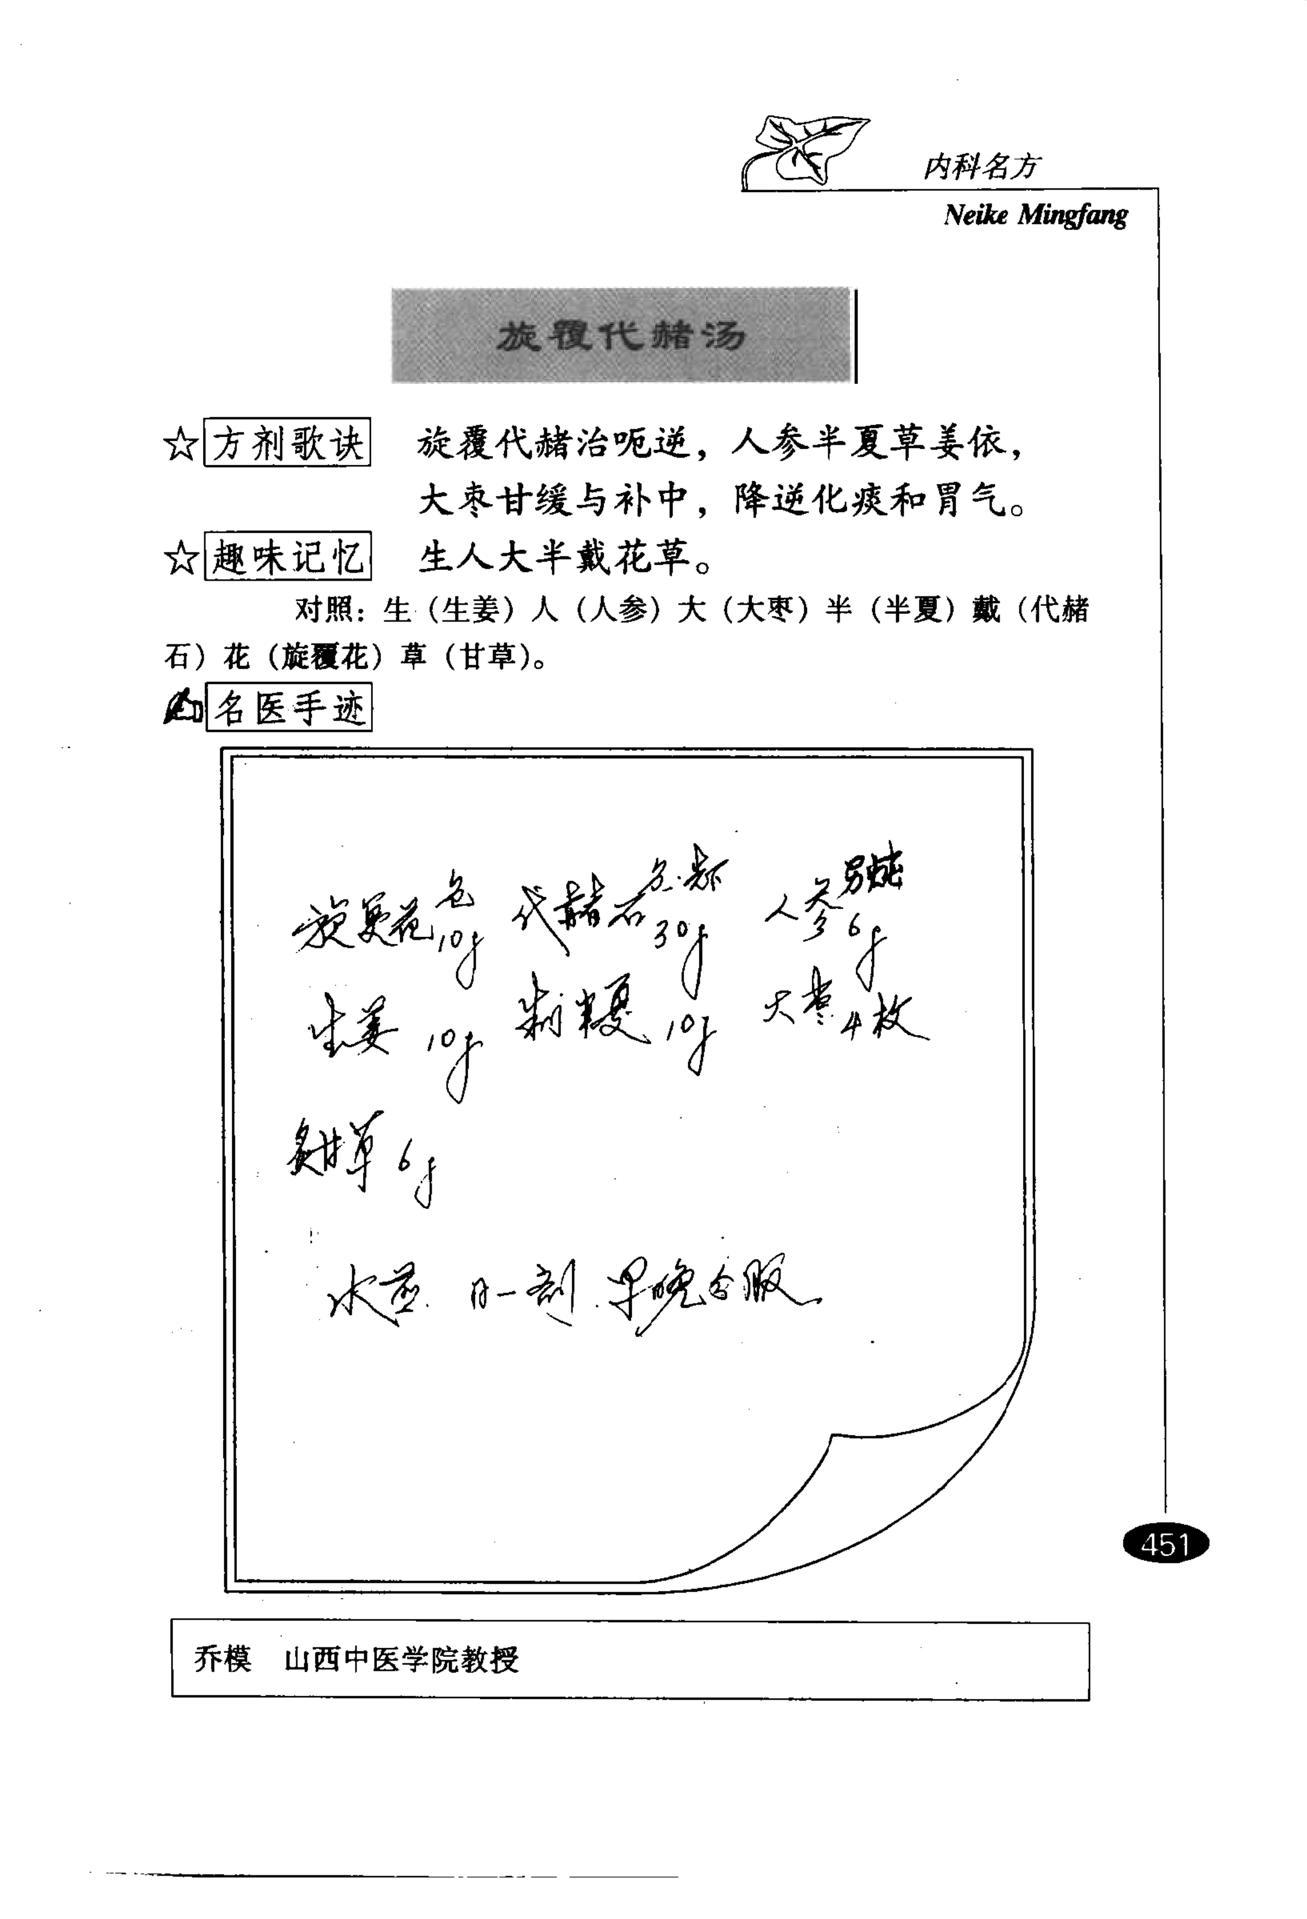 内科名方
Neike Mingfang
旋覆代赭汤
☆方剂歌诀 旋覆代赭治呃逆，人参半夏草姜依，
大枣甘缓与补中，降逆化痰和胃气。
☆趣味记忆 生人大半戴花草。
对照：生（生姜）人（人参）大（大枣）半（半夏）戴（代赭
石）花（旋覆花）草（甘草）。
名医手迹
旋复花 包 10g 代赭石 先煎 30g 人参 另炖 6g
生姜 10g 制半夏 10g 大枣 4枚
炙甘草 6g
水煎 日一剂 早晚分服
451
乔模 山西中医学院教授